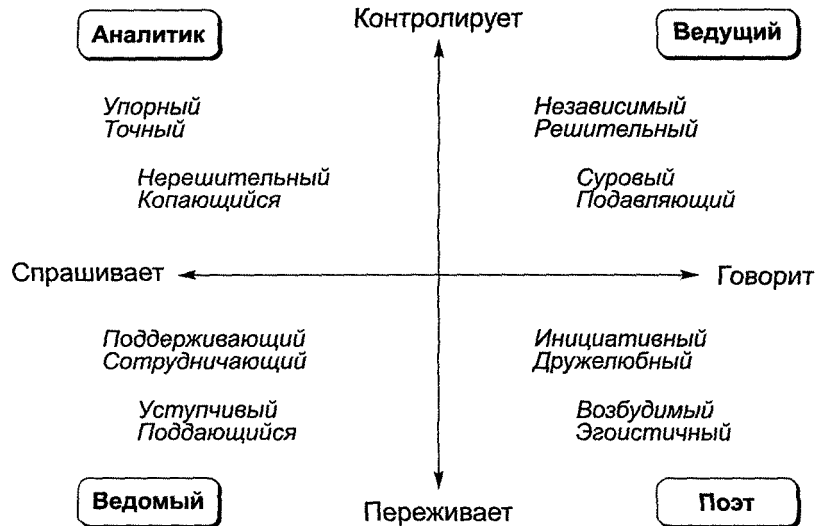 Контролирует
Аналитик
Ведущий
Упорный
Точный
Независимый
Решительный
Нерешительный
Копающийся
Суровый
Подавляющий
Спрашивает
Говорит
Поддерживающий
Сотрудничающий
Инициативный
Дружелюбный
Уступчивый
Поддающийся
Возбудимый
Эгоистичный
Ведомый
Поэт
Переживает